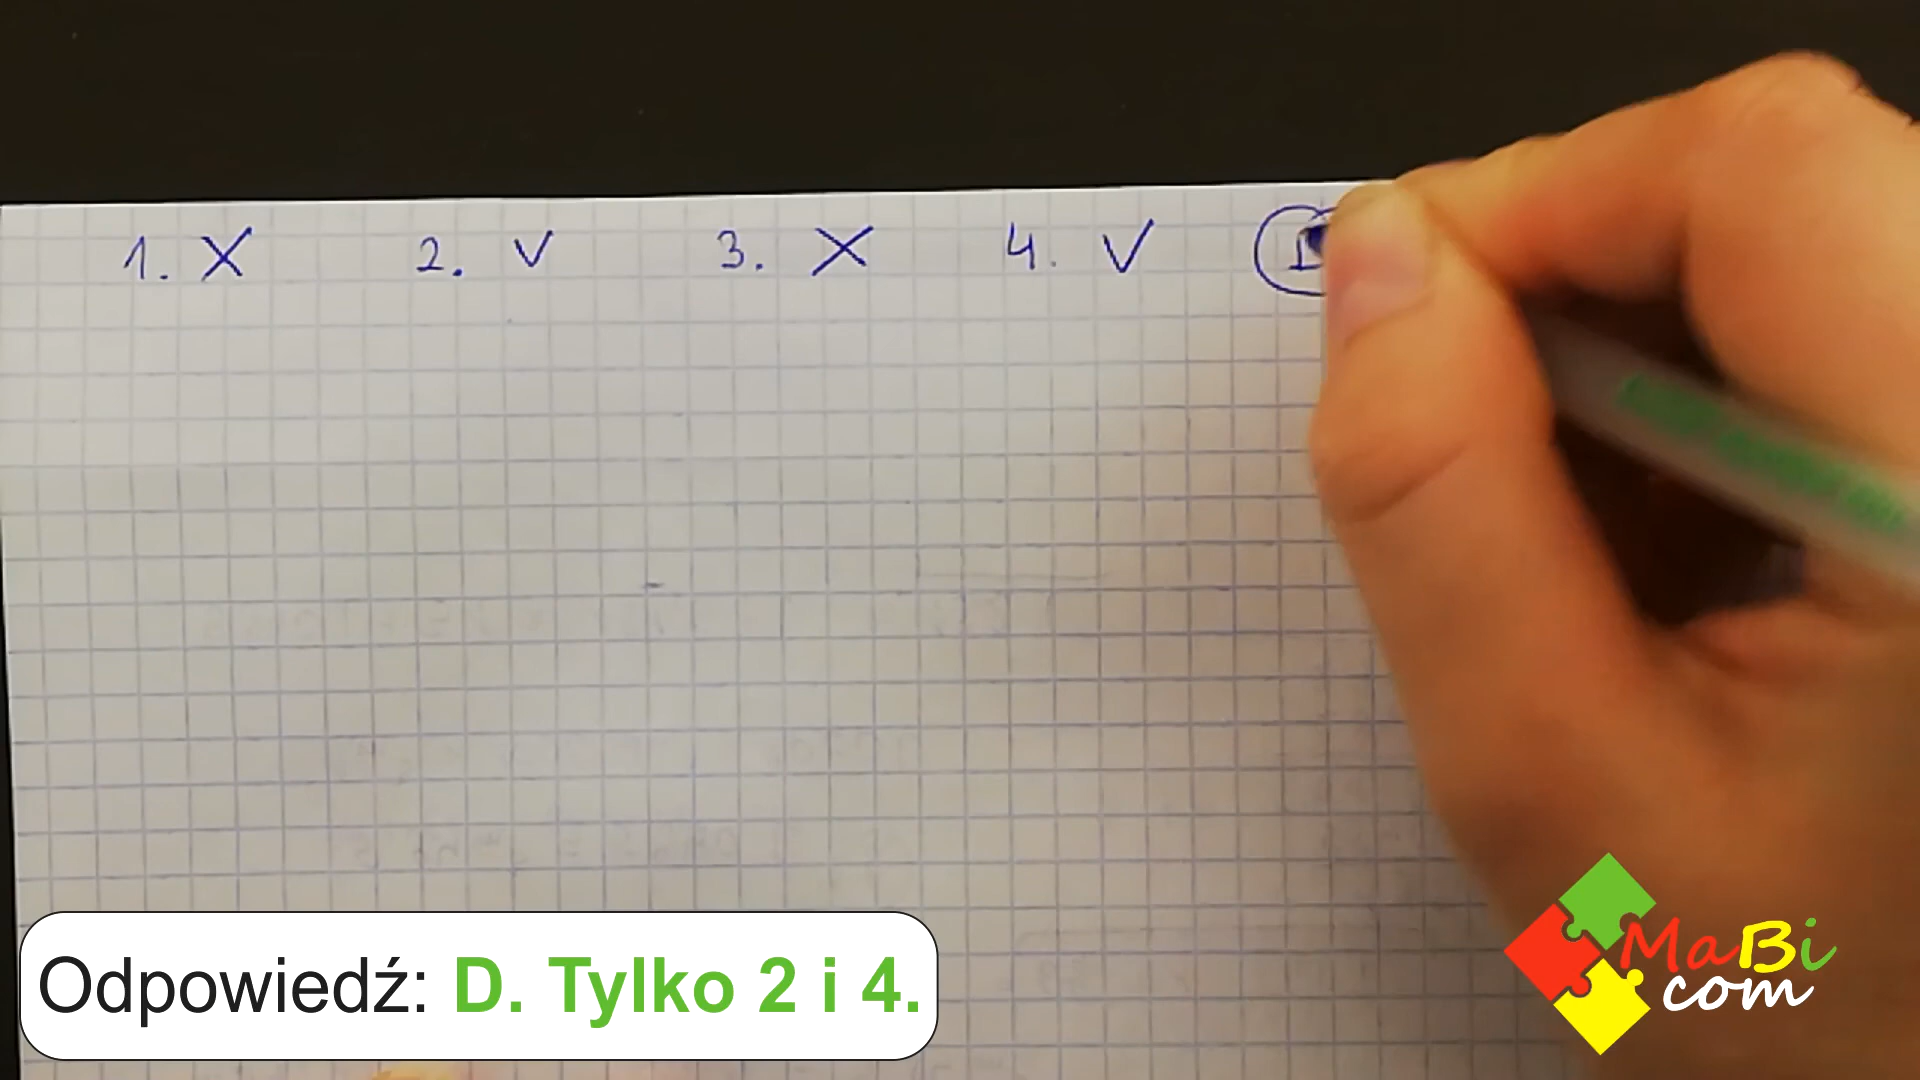 1. X 2. V 3. X 4. V
Odpowiedź: D. Tylko 2 i 4.
MaBi
com